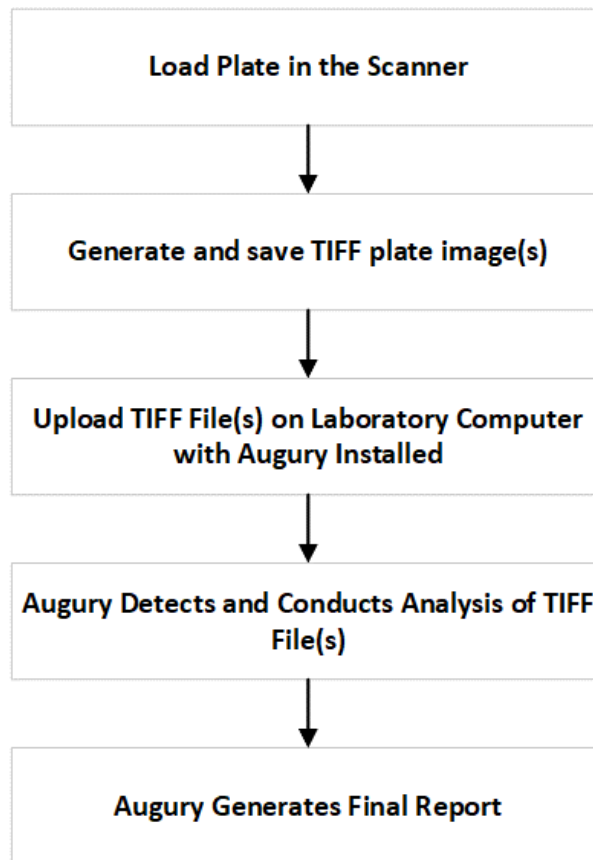 Load Plate in the Scanner
Generate and save TIFF plate image(s)
Upload TIFF File(s) on Laboratory Computer
with Augury Installed
Augury Detects and Conducts Analysis of TIFF
File(s)
Augury Generates Final Report